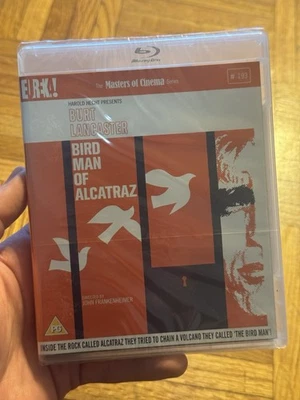 Blu-ray Disc
EUREKA!
The Masters of Cinema Series
HAROLD HECHT PRESENTS
BURT
LANCASTER
BIRD
MAN
OF
ALCATRAZ
DIRECTED BY
JOHN FRANKENHEIMER
PG
INSIDE THE ROCK CALLED ALCATRAZ THEY TRIED TO CHAIN A VOLCANO THEY CALLED 'THE BIRD MAN'!